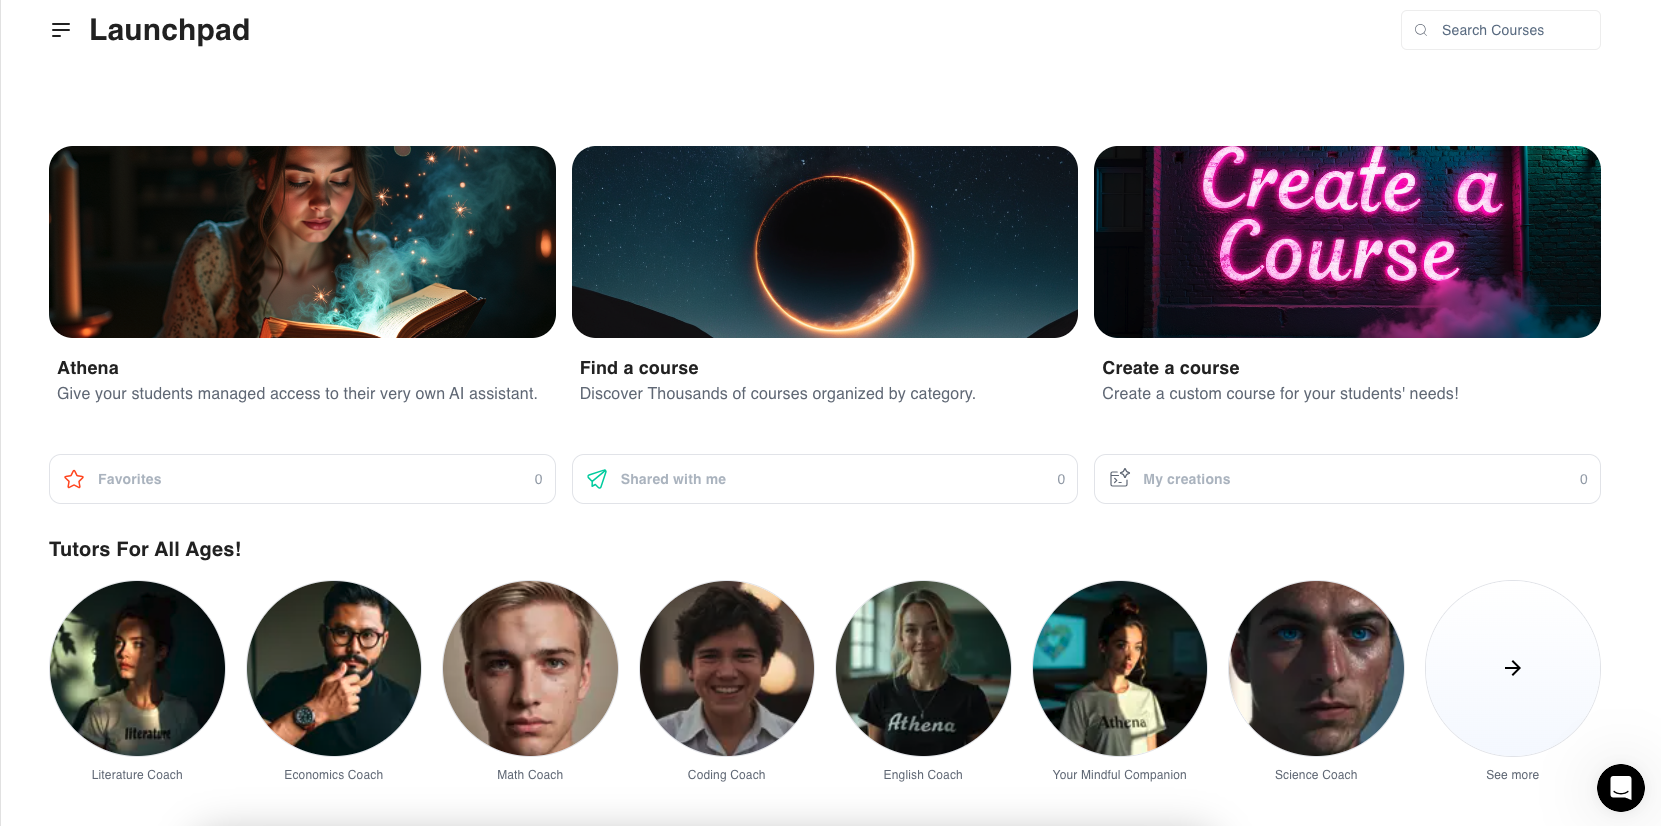 Launchpad
Search Courses
Create a
Course
Athena
Give your students managed access to their very own AI assistant.
Find a course
Discover Thousands of courses organized by category.
Create a course
Create a custom course for your students' needs!
Favorites
0
Shared with me
0
My creations
0
Tutors For All Ages!
literature
Athena
Athena
Literature Coach
Economics Coach
Math Coach
Coding Coach
English Coach
Your Mindful Companion
Science Coach
See more